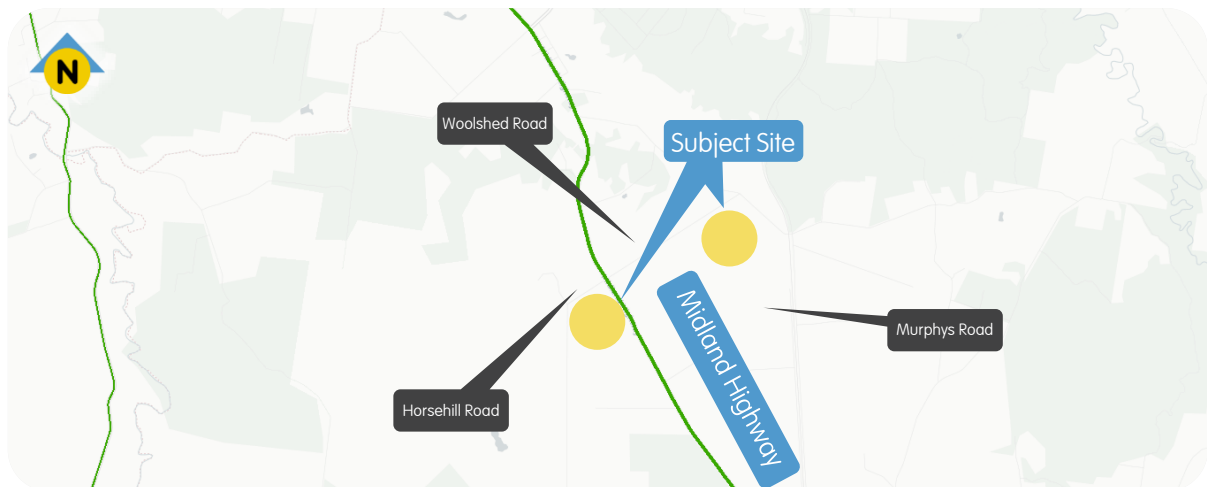 N
Woolshed Road
Subject Site
Midland Highway
Murphys Road
Horsehill Road